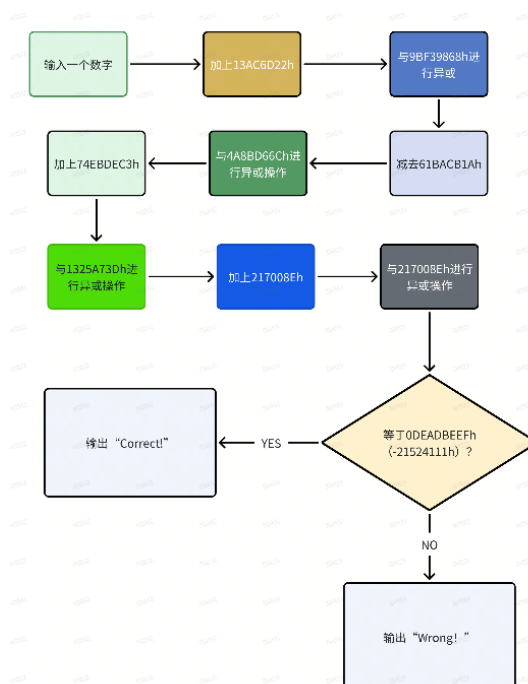 输入一个数字
加上13AC6D22h
与9BF39868h进
行异或
加上74EBDEC3h
与4A8BD66Ch进
行异或操作
减去61BACB1Ah
与1325A73Dh进
行异或操作
加上217008Eh
与217008Eh进行
异或操作
输出“Correct!”
YES
等于0DEADBEEFh
（-21524111h）？
NO
输出“Wrong！”